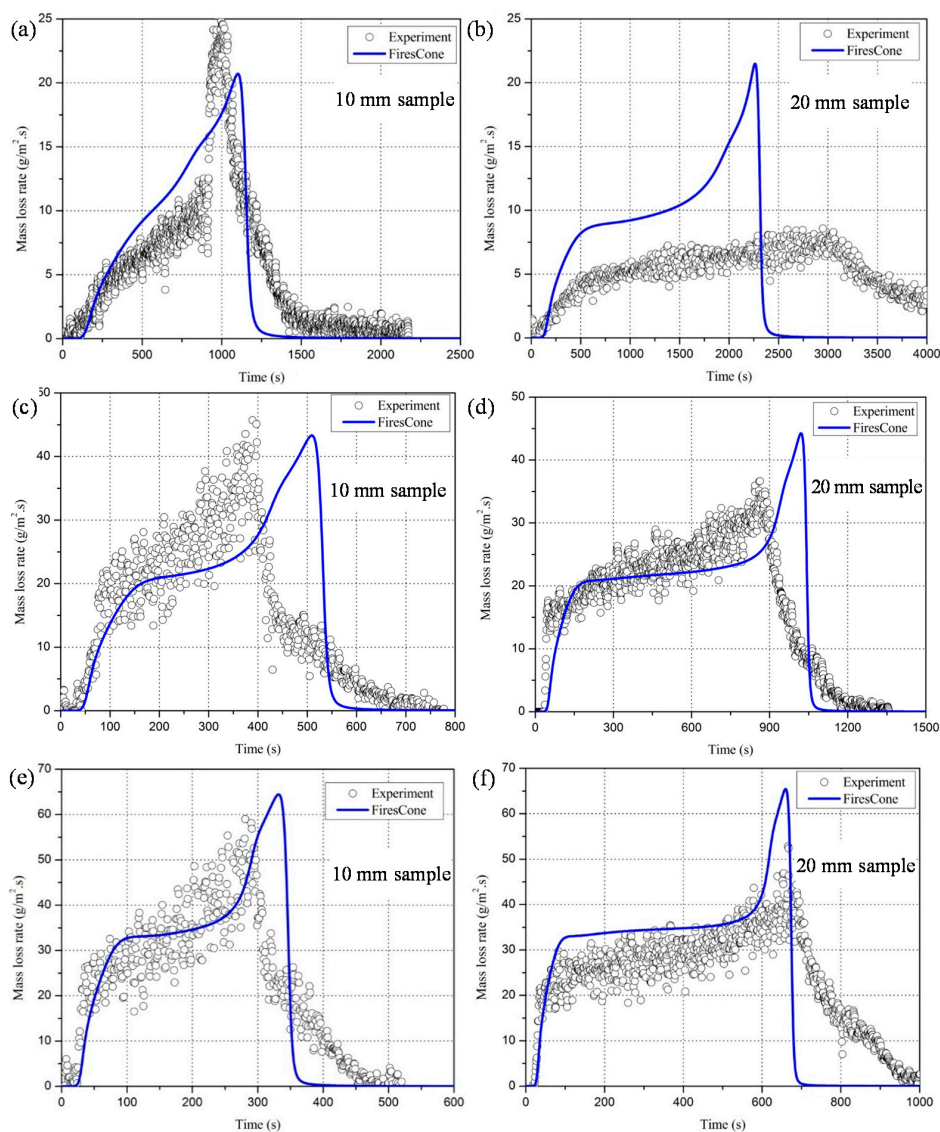 (a)
Experiment
FiresCone
10 mm sample
Mass loss rate (g/m².s)
25
20
15
10
5
0
0 500 1000 1500 2000 2500
Time (s)
(b)
Experiment
FiresCone
20 mm sample
Mass loss rate (g/m².s)
25
20
15
10
5
0
0 500 1000 1500 2000 2500 3000 3500 4000
Time (s)
(c)
Experiment
FiresCone
10 mm sample
Mass loss rate (g/m².s)
50
40
30
20
10
0
0 100 200 300 400 500 600 700 800
Time (s)
(d)
Experiment
FiresCone
20 mm sample
Mass loss rate (g/m².s)
50
40
30
20
10
0
0 300 600 900 1200 1500
Time (s)
(e)
Experiment
FiresCone
10 mm sample
Mass loss rate (g/m².s)
70
60
50
40
30
20
10
0
0 100 200 300 400 500 600
Time (s)
(f)
Experiment
FiresCone
20 mm sample
Mass loss rate (g/m².s)
70
60
50
40
30
20
10
0
0 200 400 600 800 1000
Time (s)